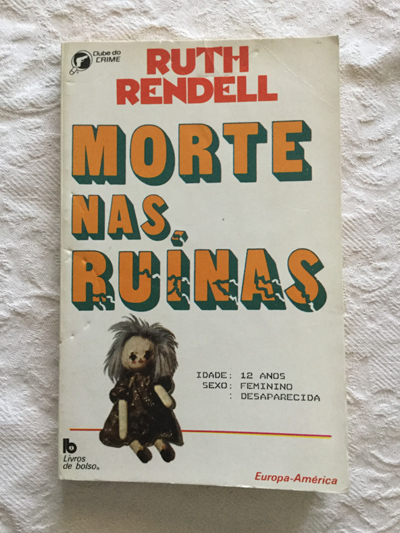 Clube do
CRIME
RUTH
RENDELL
MORTE
NAS
RUÍNAS
IDADE: 12 ANOS
SEXO: FEMININO
: DESAPARECIDA
lb
Livros
de bolso
Europa-América